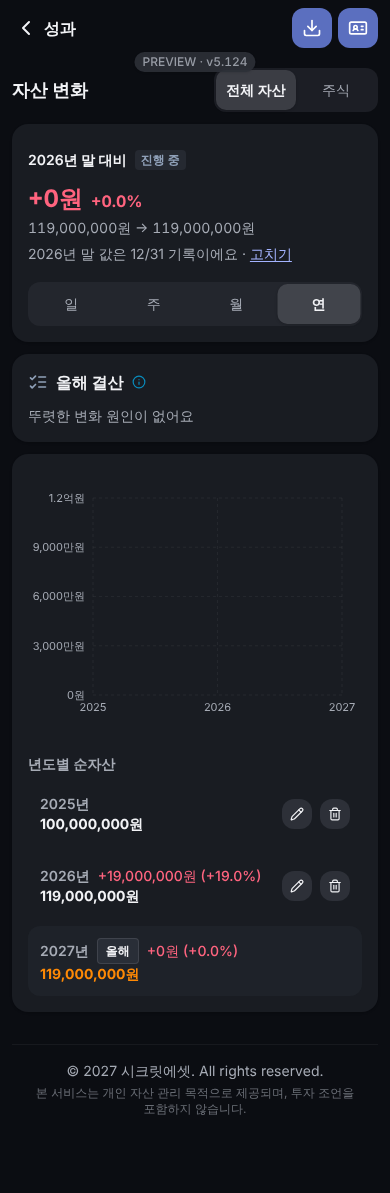 성과
PREVIEW · v5.124
자산 변화
전체 자산 주식
2026년 말 대비 진행 중
+0원 +0.0%
119,000,000원 → 119,000,000원
2026년 말 값은 12/31 기록이에요 · 고치기
일 주 월 연
올해 결산
뚜렷한 변화 원인이 없어요
1.2억원
9,000만원
6,000만원
3,000만원
0원
2025 2026 2027
년도별 순자산
2025년
100,000,000원
2026년 +19,000,000원 (+19.0%)
119,000,000원
2027년 올해 +0원 (+0.0%)
119,000,000원
© 2027 시크릿에셋. All rights reserved.
본 서비스는 개인 자산 관리 목적으로 제공되며, 투자 조언을
포함하지 않습니다.